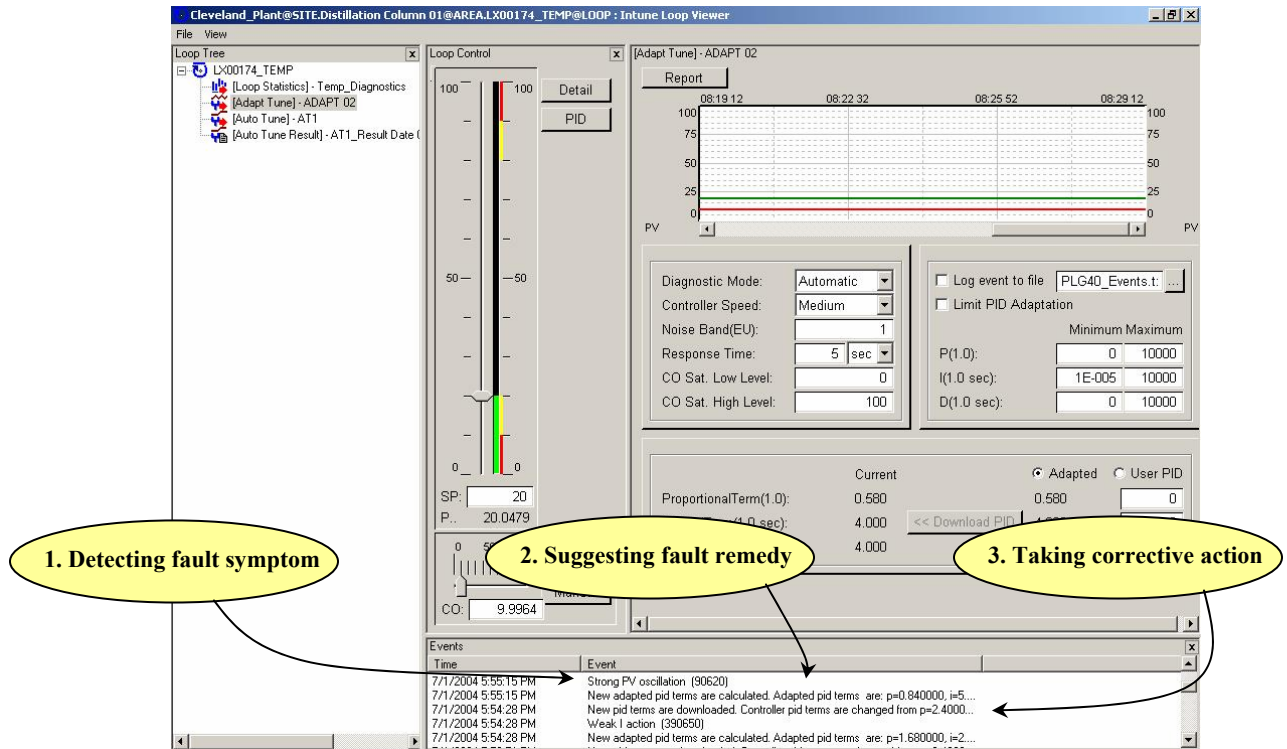 Cleveland_Plant@SITE.Distillation Column 01@AREA.LX00174_TEMP@LOOP : Intune Loop Viewer
File View
Loop Tree
LX00174_TEMP
[Loop Statistics] - Temp_Diagnostics
[Adapt Tune] - ADAPT 02
[Auto Tune] - AT1
[Auto Tune Result] - AT1_Result Date
Loop Control
100 100
Detail
PID
50 50
0 0
SP: 20
P.. 20.0479
0
CO: 9.9964
[Adapt Tune] - ADAPT 02
Report
08:19 12 08:22 32 08:25 52 08:29 12
100 100
75 75
50 50
25 25
0 0
PV PV
Diagnostic Mode: Automatic
Controller Speed: Medium
Noise Band(EU): 1
Response Time: 5 sec
CO Sat. Low Level: 0
CO Sat. High Level: 100
Log event to file PLG40_Events.t: ...
Limit PID Adaptation
Minimum Maximum
P(1.0): 0 10000
I(1.0 sec): 1E-005 10000
D(1.0 sec): 0 10000
Current Adapted User PID
ProportionalTerm(1.0): 0.580 0.580 0
sec): 4.000 << Download PID
4.000
1. Detecting fault symptom
2. Suggesting fault remedy
3. Taking corrective action
Events
Time Event
7/1/2004 5:55:15 PM Strong PV oscillation (90620)
7/1/2004 5:55:15 PM New adapted pid terms are calculated. Adapted pid terms are: p=0.840000, i=5....
7/1/2004 5:54:28 PM New pid terms are downloaded. Controller pid terms are changed from p=2.4000...
7/1/2004 5:54:28 PM Weak I action (390650)
7/1/2004 5:54:28 PM New adapted pid terms are calculated. Adapted pid terms are: p=1.680000, i=2....